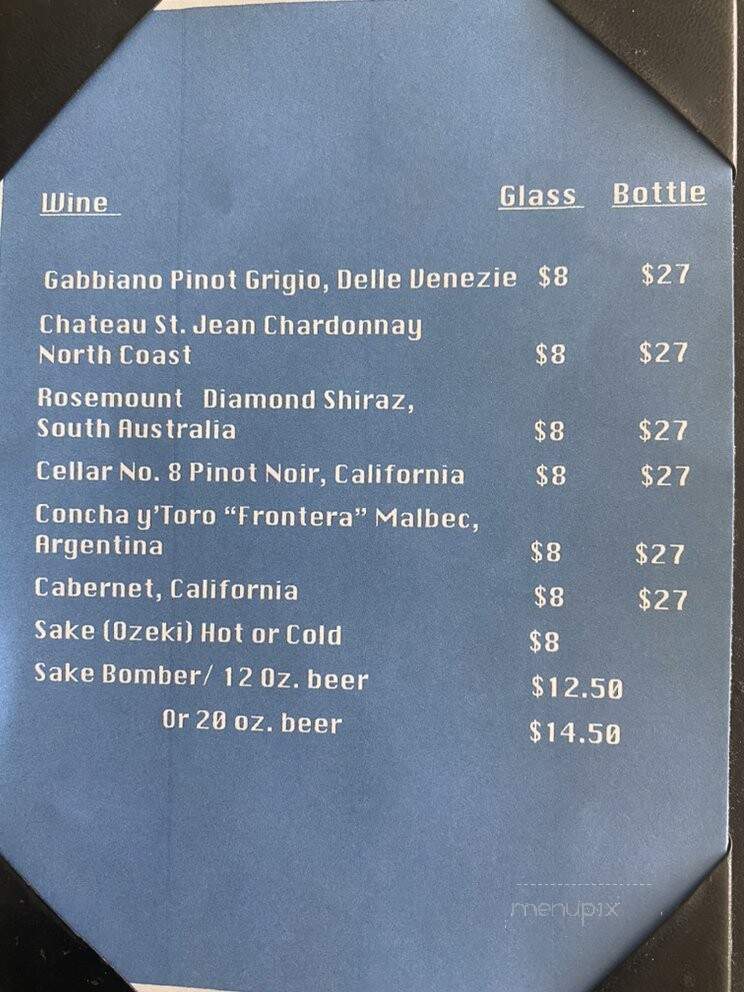 Wine Glass Bottle
Gabbiano Pinot Grigio, Delle Venezie $8 $27
Chateau St. Jean Chardonnay
North Coast $8 $27
Rosemount Diamond Shiraz,
South Australia $8 $27
Cellar No. 8 Pinot Noir, California $8 $27
Concha y'Toro “Frontera” Malbec,
Argentina $8 $27
Cabernet, California $8 $27
Sake (Ozeki) Hot or Cold $8
Sake Bomber/ 12 Oz. beer $12.50
Or 20 oz. beer $14.50
menupix